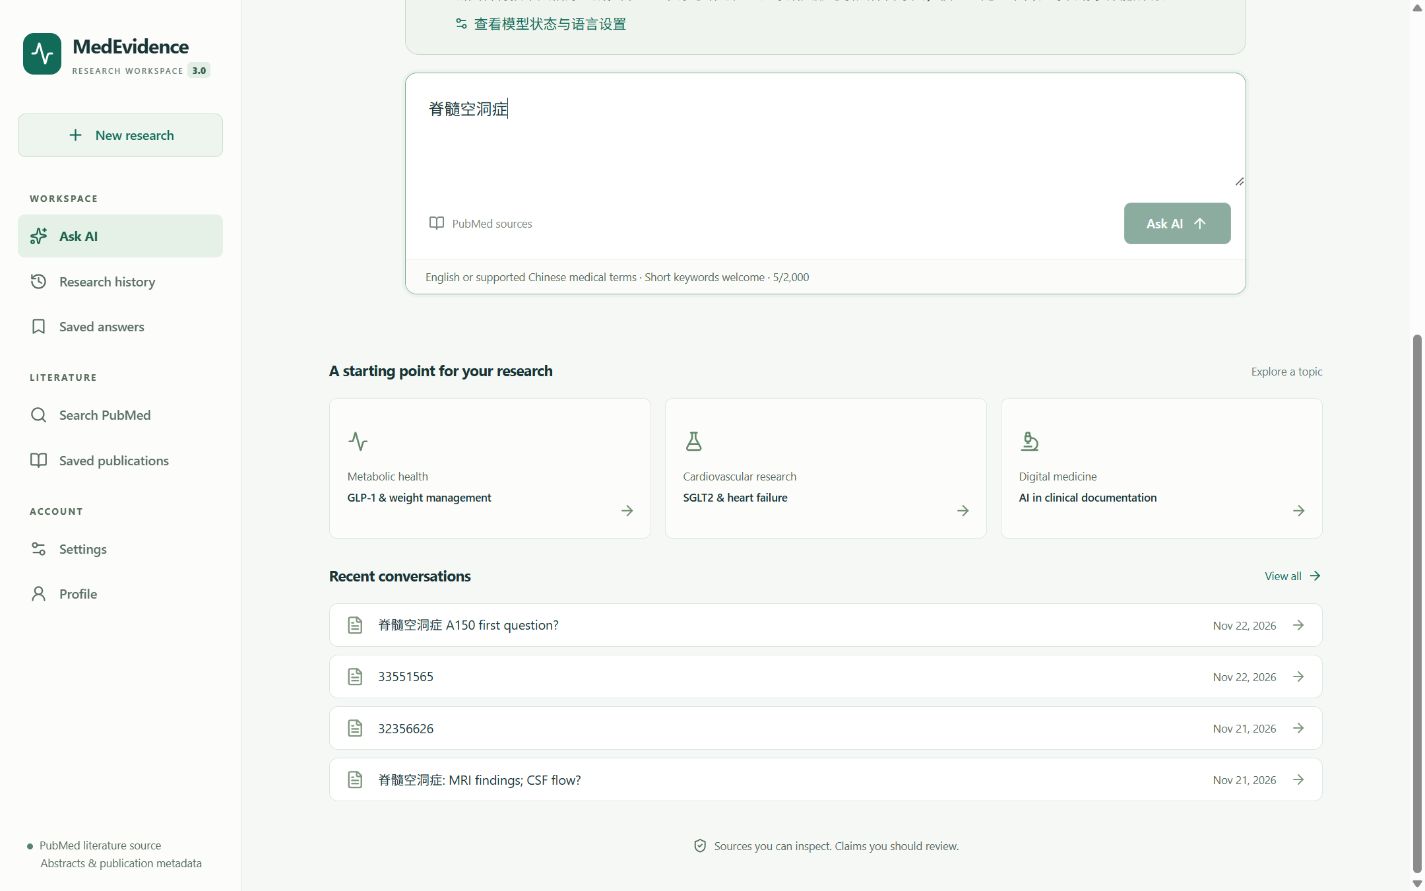 MedEvidence
RESEARCH WORKSPACE 3.0
New research
WORKSPACE
Ask AI
Research history
Saved answers
LITERATURE
Search PubMed
Saved publications
ACCOUNT
Settings
Profile
PubMed literature source
Abstracts & publication metadata
查看模型状态与语言设置
脊髓空洞症
PubMed sources
Ask AI
English or supported Chinese medical terms · Short keywords welcome · 5/2,000
A starting point for your research
Explore a topic
Metabolic health
GLP-1 & weight management
Cardiovascular research
SGLT2 & heart failure
Digital medicine
AI in clinical documentation
Recent conversations
View all
脊髓空洞症 A150 first question?
Nov 22, 2026
33551565
Nov 22, 2026
32356626
Nov 21, 2026
脊髓空洞症: MRI findings; CSF flow?
Nov 21, 2026
Sources you can inspect. Claims you should review.